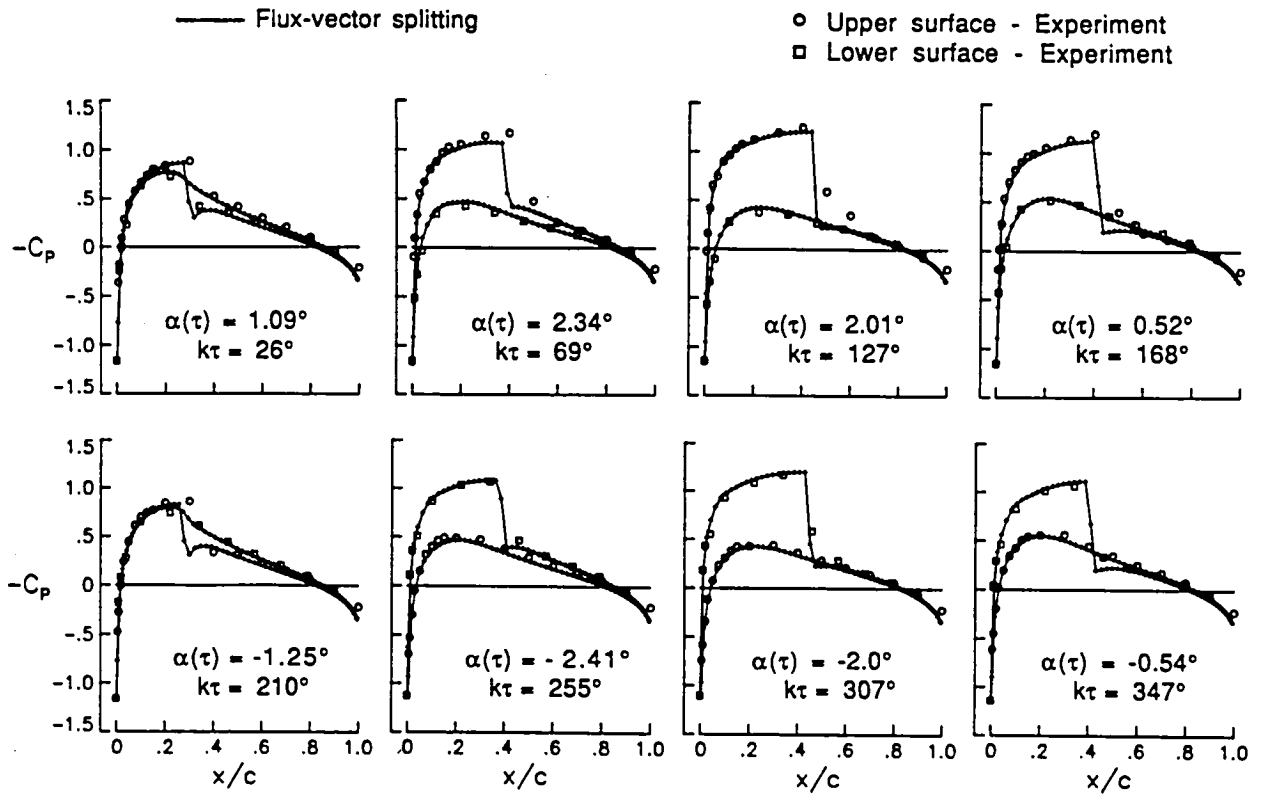 Flux-vector splitting
Upper surface - Experiment
Lower surface - Experiment
1.5
1.0
.5
0
-.5
-1.0
-1.5
-Cp
α(τ) = 1.09°
kτ = 26°
α(τ) = 2.34°
kτ = 69°
α(τ) = 2.01°
kτ = 127°
α(τ) = 0.52°
kτ = 168°
1.5
1.0
.5
0
-.5
-1.0
-1.5
-Cp
α(τ) = -1.25°
kτ = 210°
α(τ) = - 2.41°
kτ = 255°
α(τ) = -2.0°
kτ = 307°
α(τ) = -0.54°
kτ = 347°
0 .2 .4 .6 .8 1.0
.0 .2 .4 .6 .8 1.0
0 .2 .4 .6 .8 1.0
0 .2 .4 .6 .8 1.0
x/c
x/c
x/c
x/c